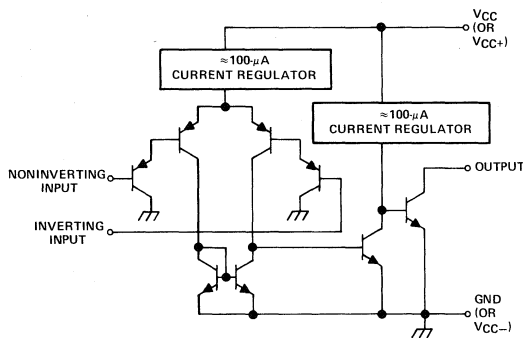 VCC
(OR
VCC+)
≈100-μA
CURRENT REGULATOR
≈100-μA
CURRENT REGULATOR
OUTPUT
NONINVERTING
INPUT
INVERTING
INPUT
GND
(OR
VCC−)